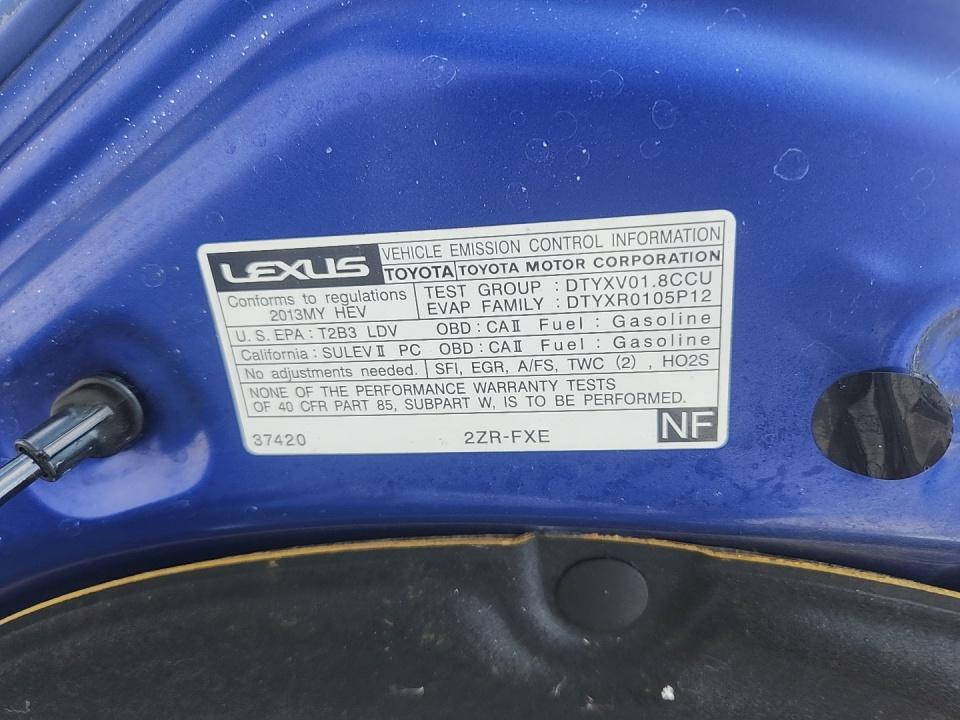 LEXUS
VEHICLE EMISSION CONTROL INFORMATION
TOYOTA TOYOTA MOTOR CORPORATION
Conforms to regulations
2013MY HEV
TEST GROUP : DTYXV01.8CCU
EVAP FAMILY : DTYXR0105P12
U.S. EPA : T2B3 LDV OBD : CAII Fuel : Gasoline
California : SULEVII PC OBD : CAII Fuel : Gasoline
No adjustments needed. SFI, EGR, A/FS, TWC (2) , HO2S
NONE OF THE PERFORMANCE WARRANTY TESTS
OF 40 CFR PART 85, SUBPART W, IS TO BE PERFORMED.
37420 2ZR-FXE NF